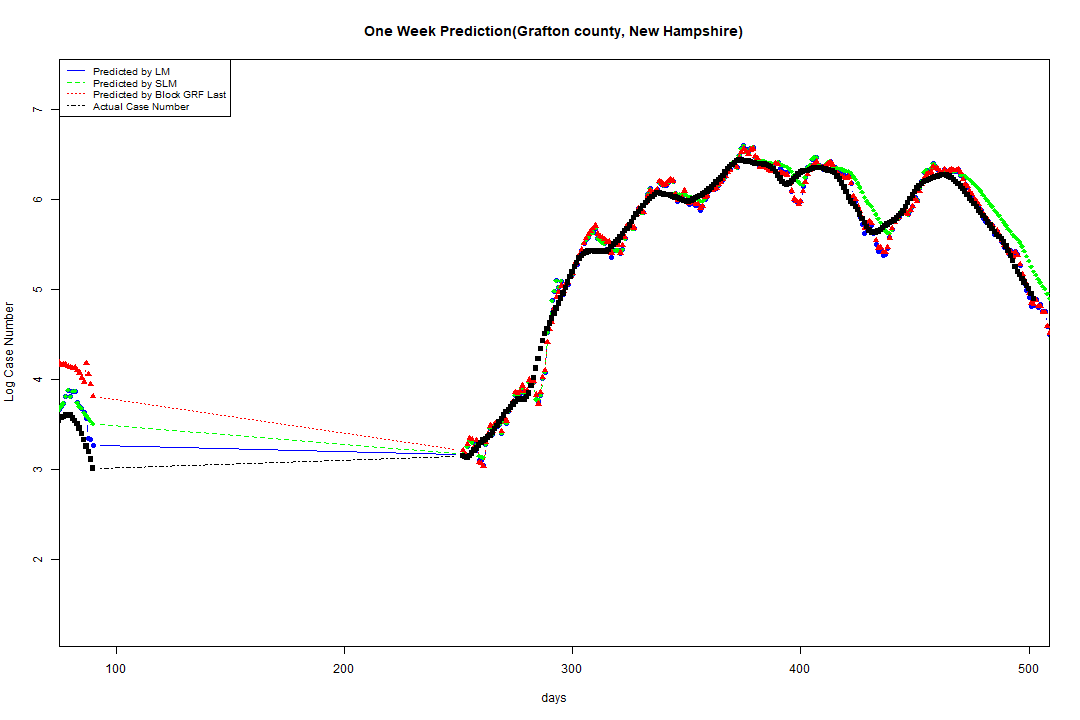 One Week Prediction(Grafton county, New Hampshire)
Predicted by LM
Predicted by SLM
Predicted by Block GRF Last
Actual Case Number
7
6
5
4
3
2
Log Case Number
100 200 300 400 500
days